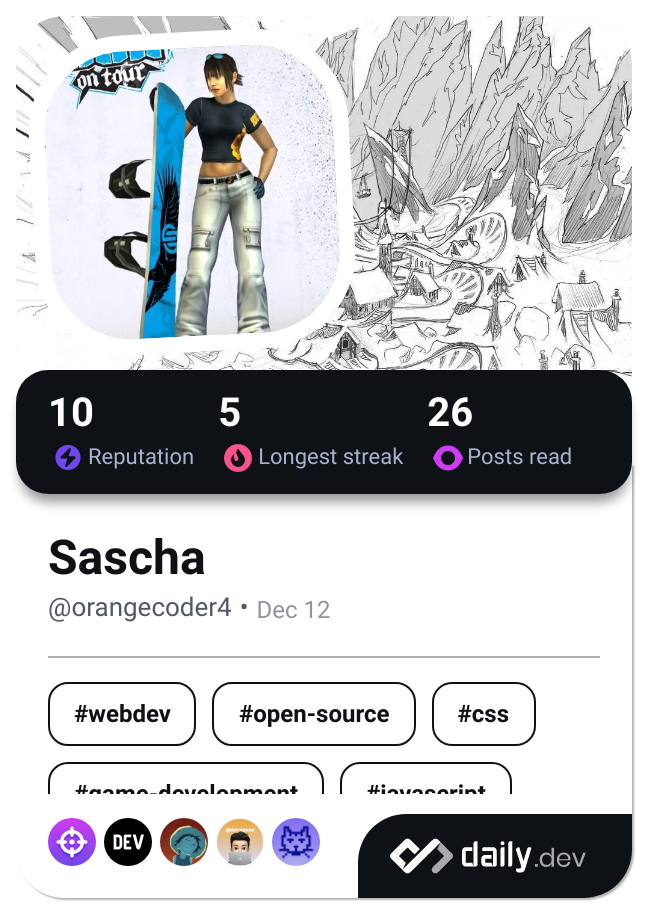 on tour
10
5
26
Reputation
Longest streak
Posts read
Sascha
@orangecoder4 • Dec 12
#webdev
#open-source
#css
#game-development
#javascript
DEV
daily.dev